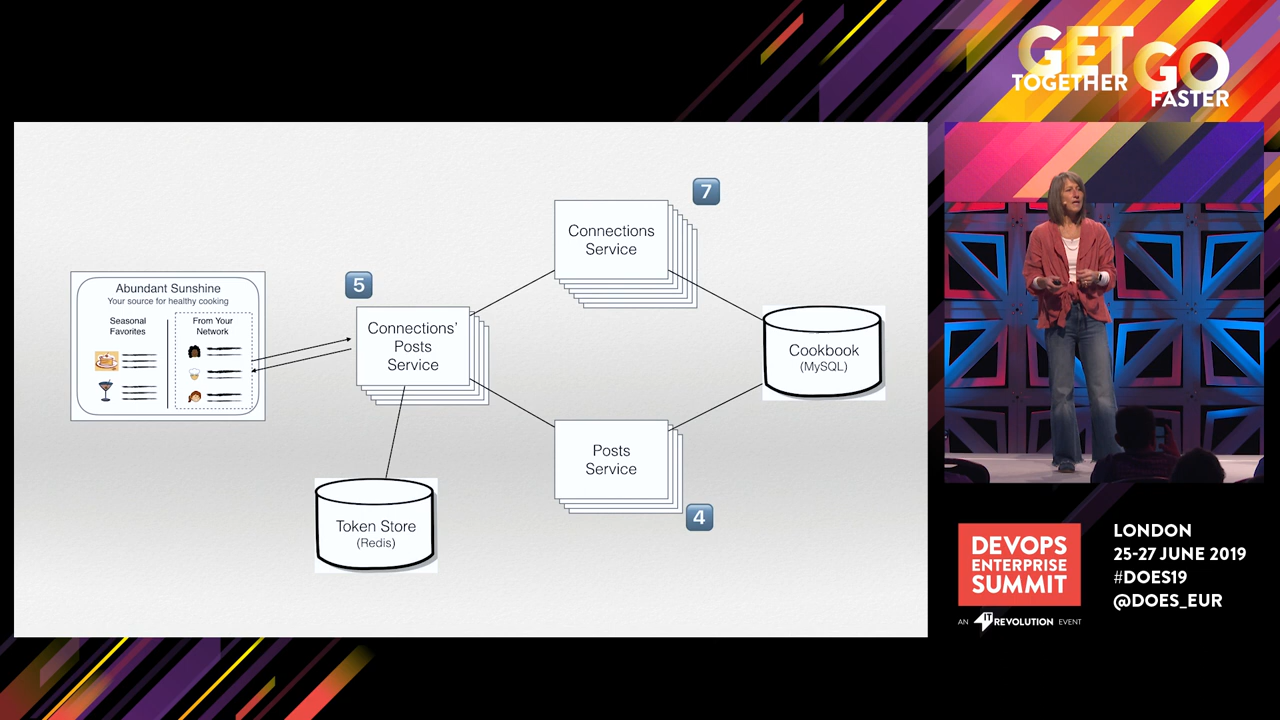 GET
TOGETHER
GO
FASTER
7
Connections
Service
5
Abundant Sunshine
Your source for healthy cooking
Seasonal
Favorites
From Your
Network
Connections'
Posts
Service
Cookbook
(MySQL)
Posts
Service
4
Token Store
(Redis)
DEVOPS
ENTERPRISE
SUMMIT
AN IT REVOLUTION EVENT
LONDON
25-27 JUNE 2019
#DOES19
@DOES_EUR